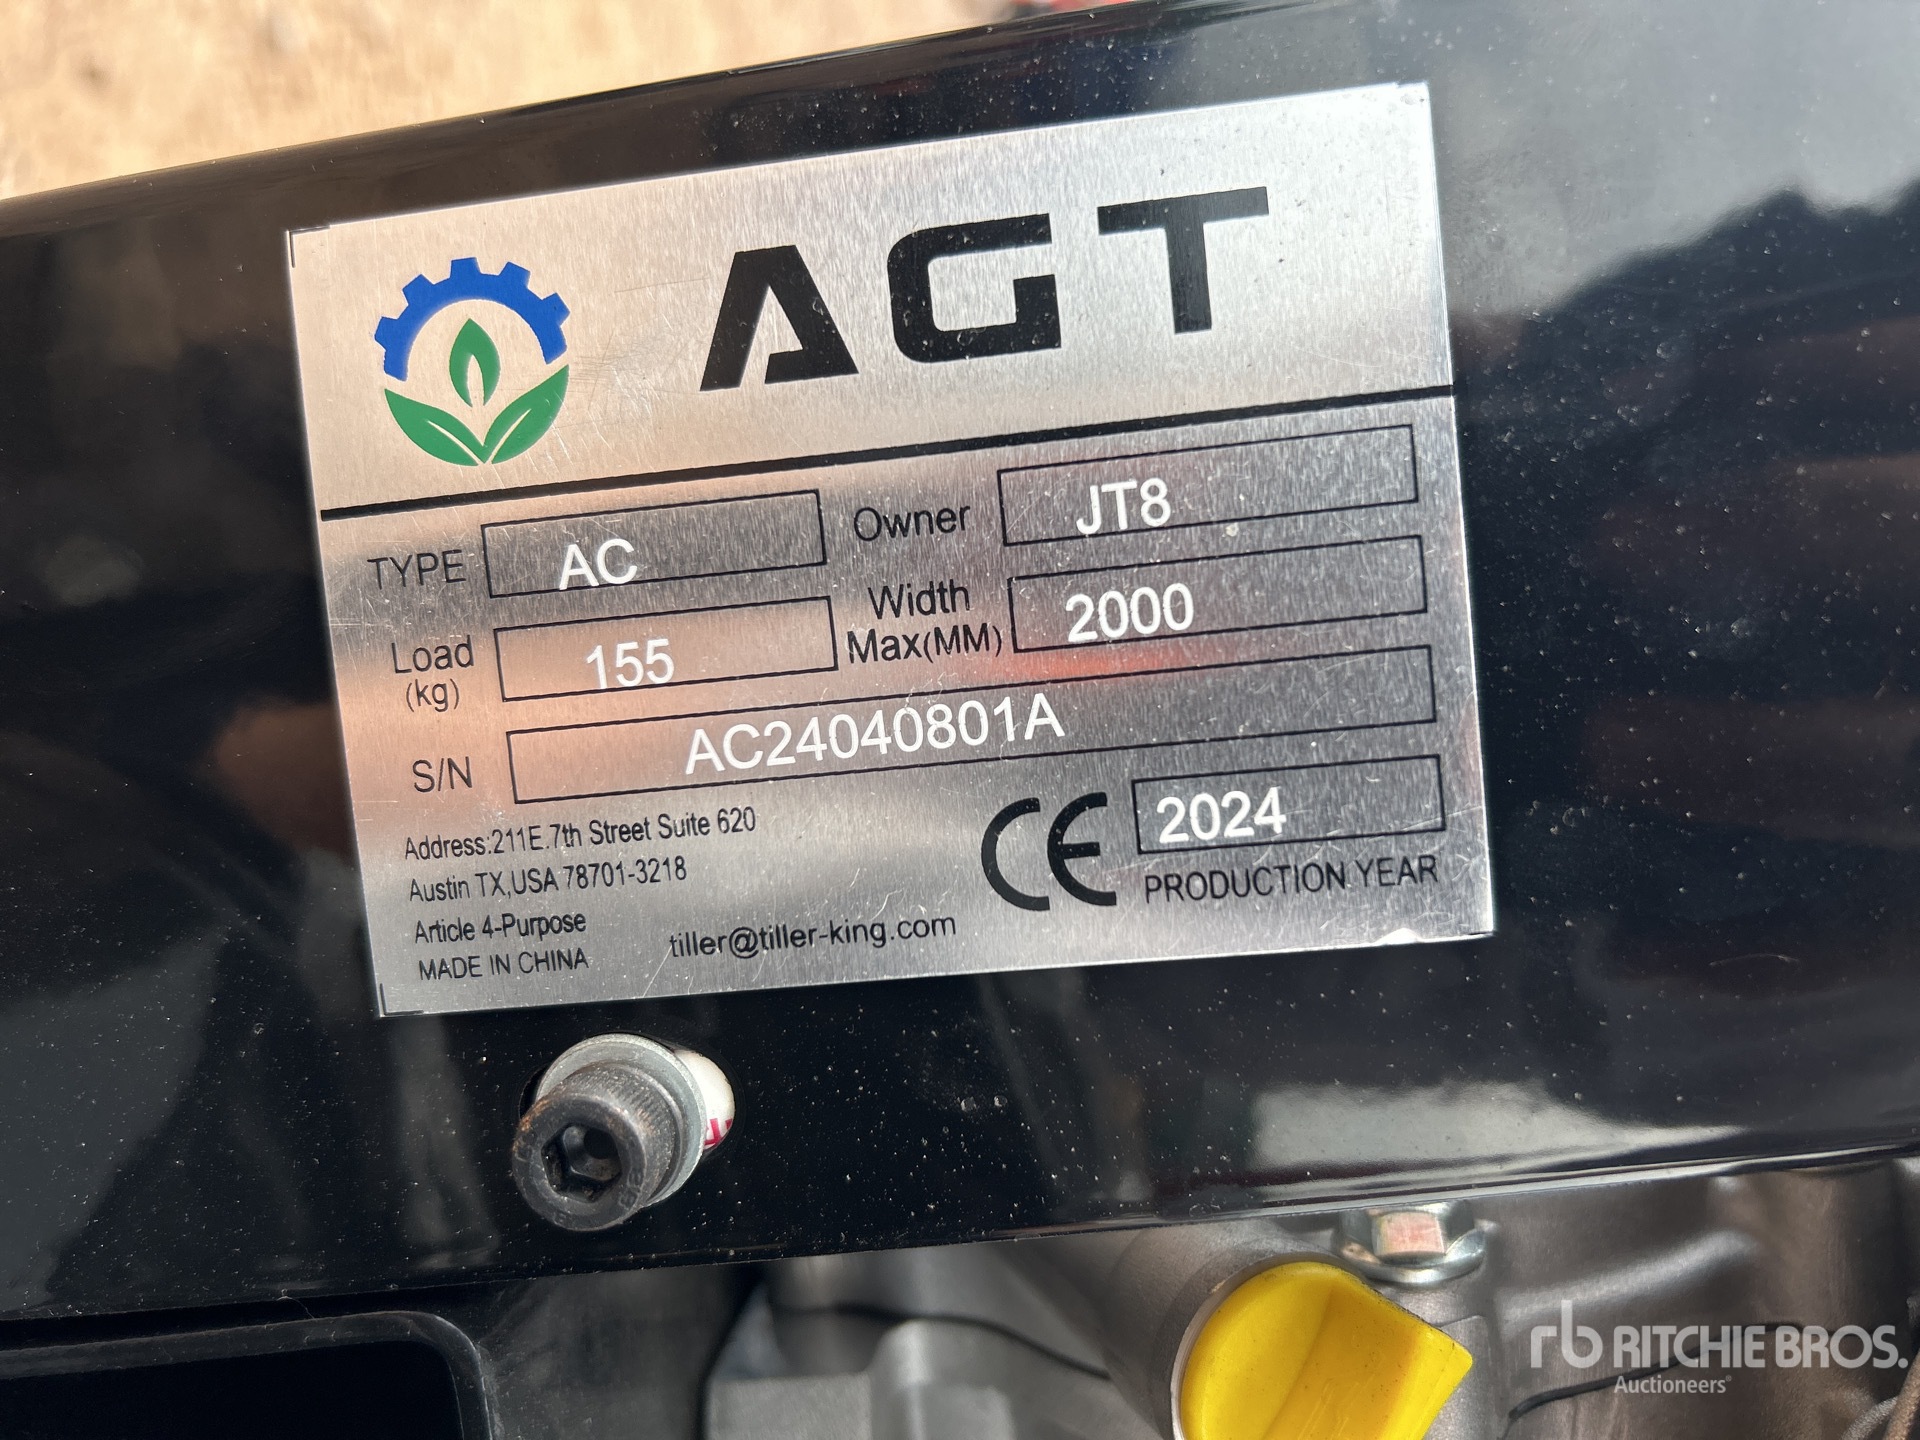 AGT
TYPE AC Owner JT8
Load (kg) 155 Width Max(MM) 2000
S/N AC24040801A
Address:211E.7th Street Suite 620
Austin TX,USA 78701-3218
Article 4-Purpose
MADE IN CHINA
tiller@tiller-king.com
CE 2024
PRODUCTION YEAR
rb RITCHIE BROS.
Auctioneers